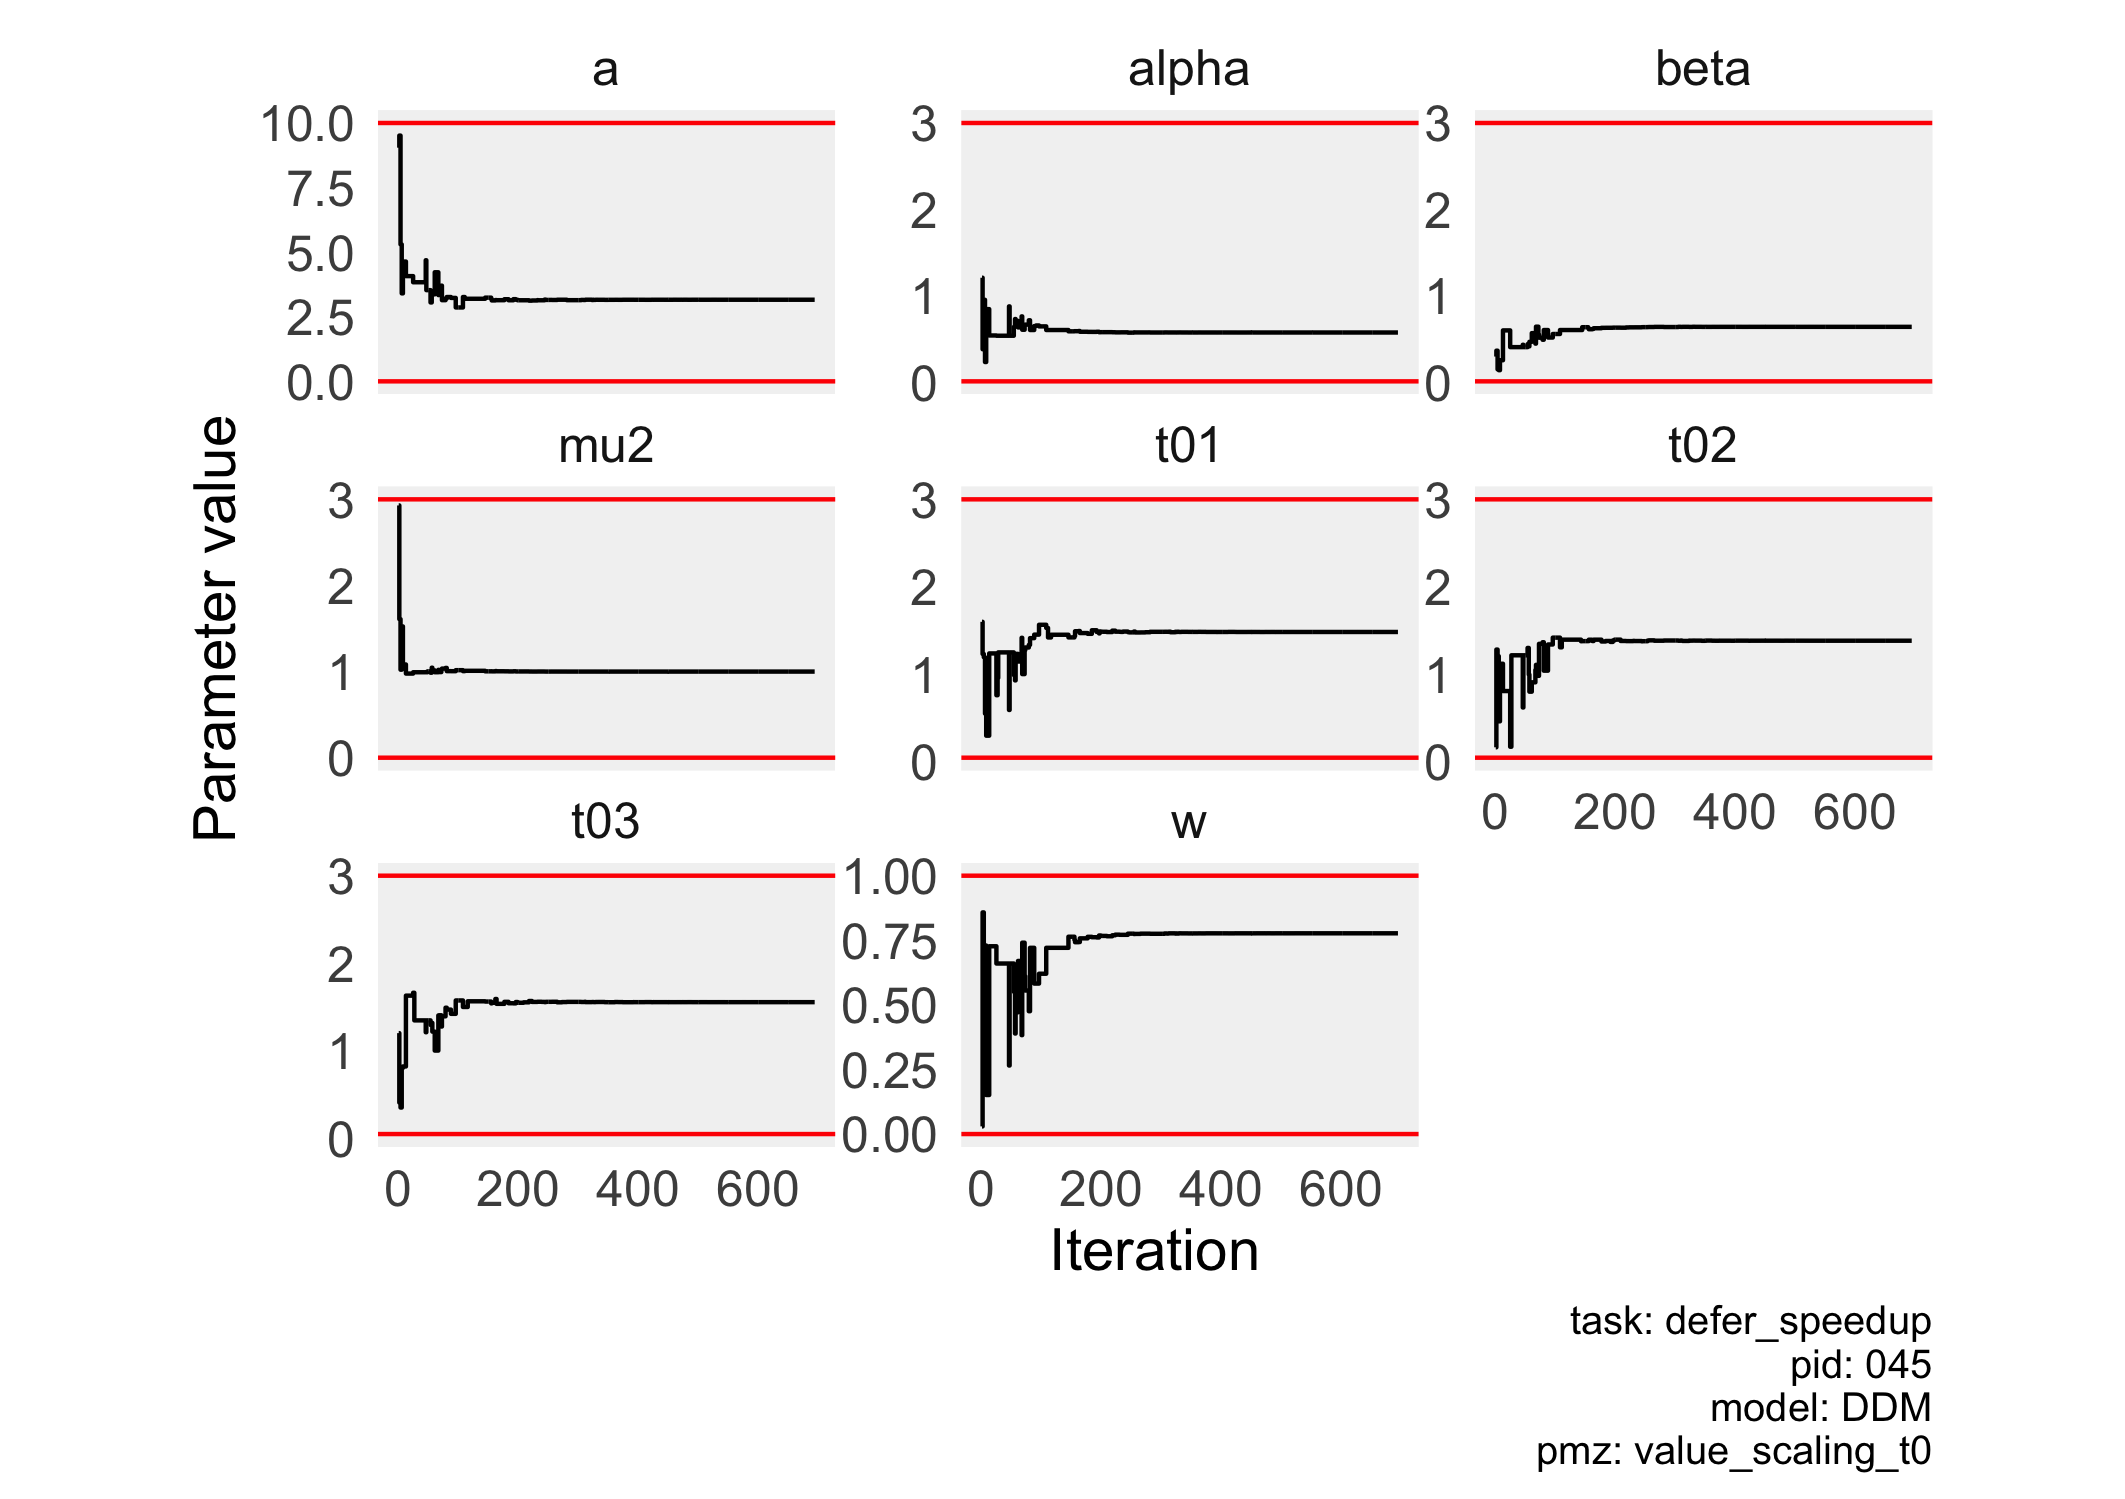 a
alpha
beta
10.0
7.5
5.0
2.5
0.0
3
2
1
0
3
2
1
0
mu2
t01
t02
3
2
1
0
3
2
1
0
3
2
1
0
0 200 400 600
t03
w
3
2
1
0
1.00
0.75
0.50
0.25
0.00
0 200 400 600
0 200 400 600
Parameter value
Iteration
task: defer_speedup
pid: 045
model: DDM
pmz: value_scaling_t0